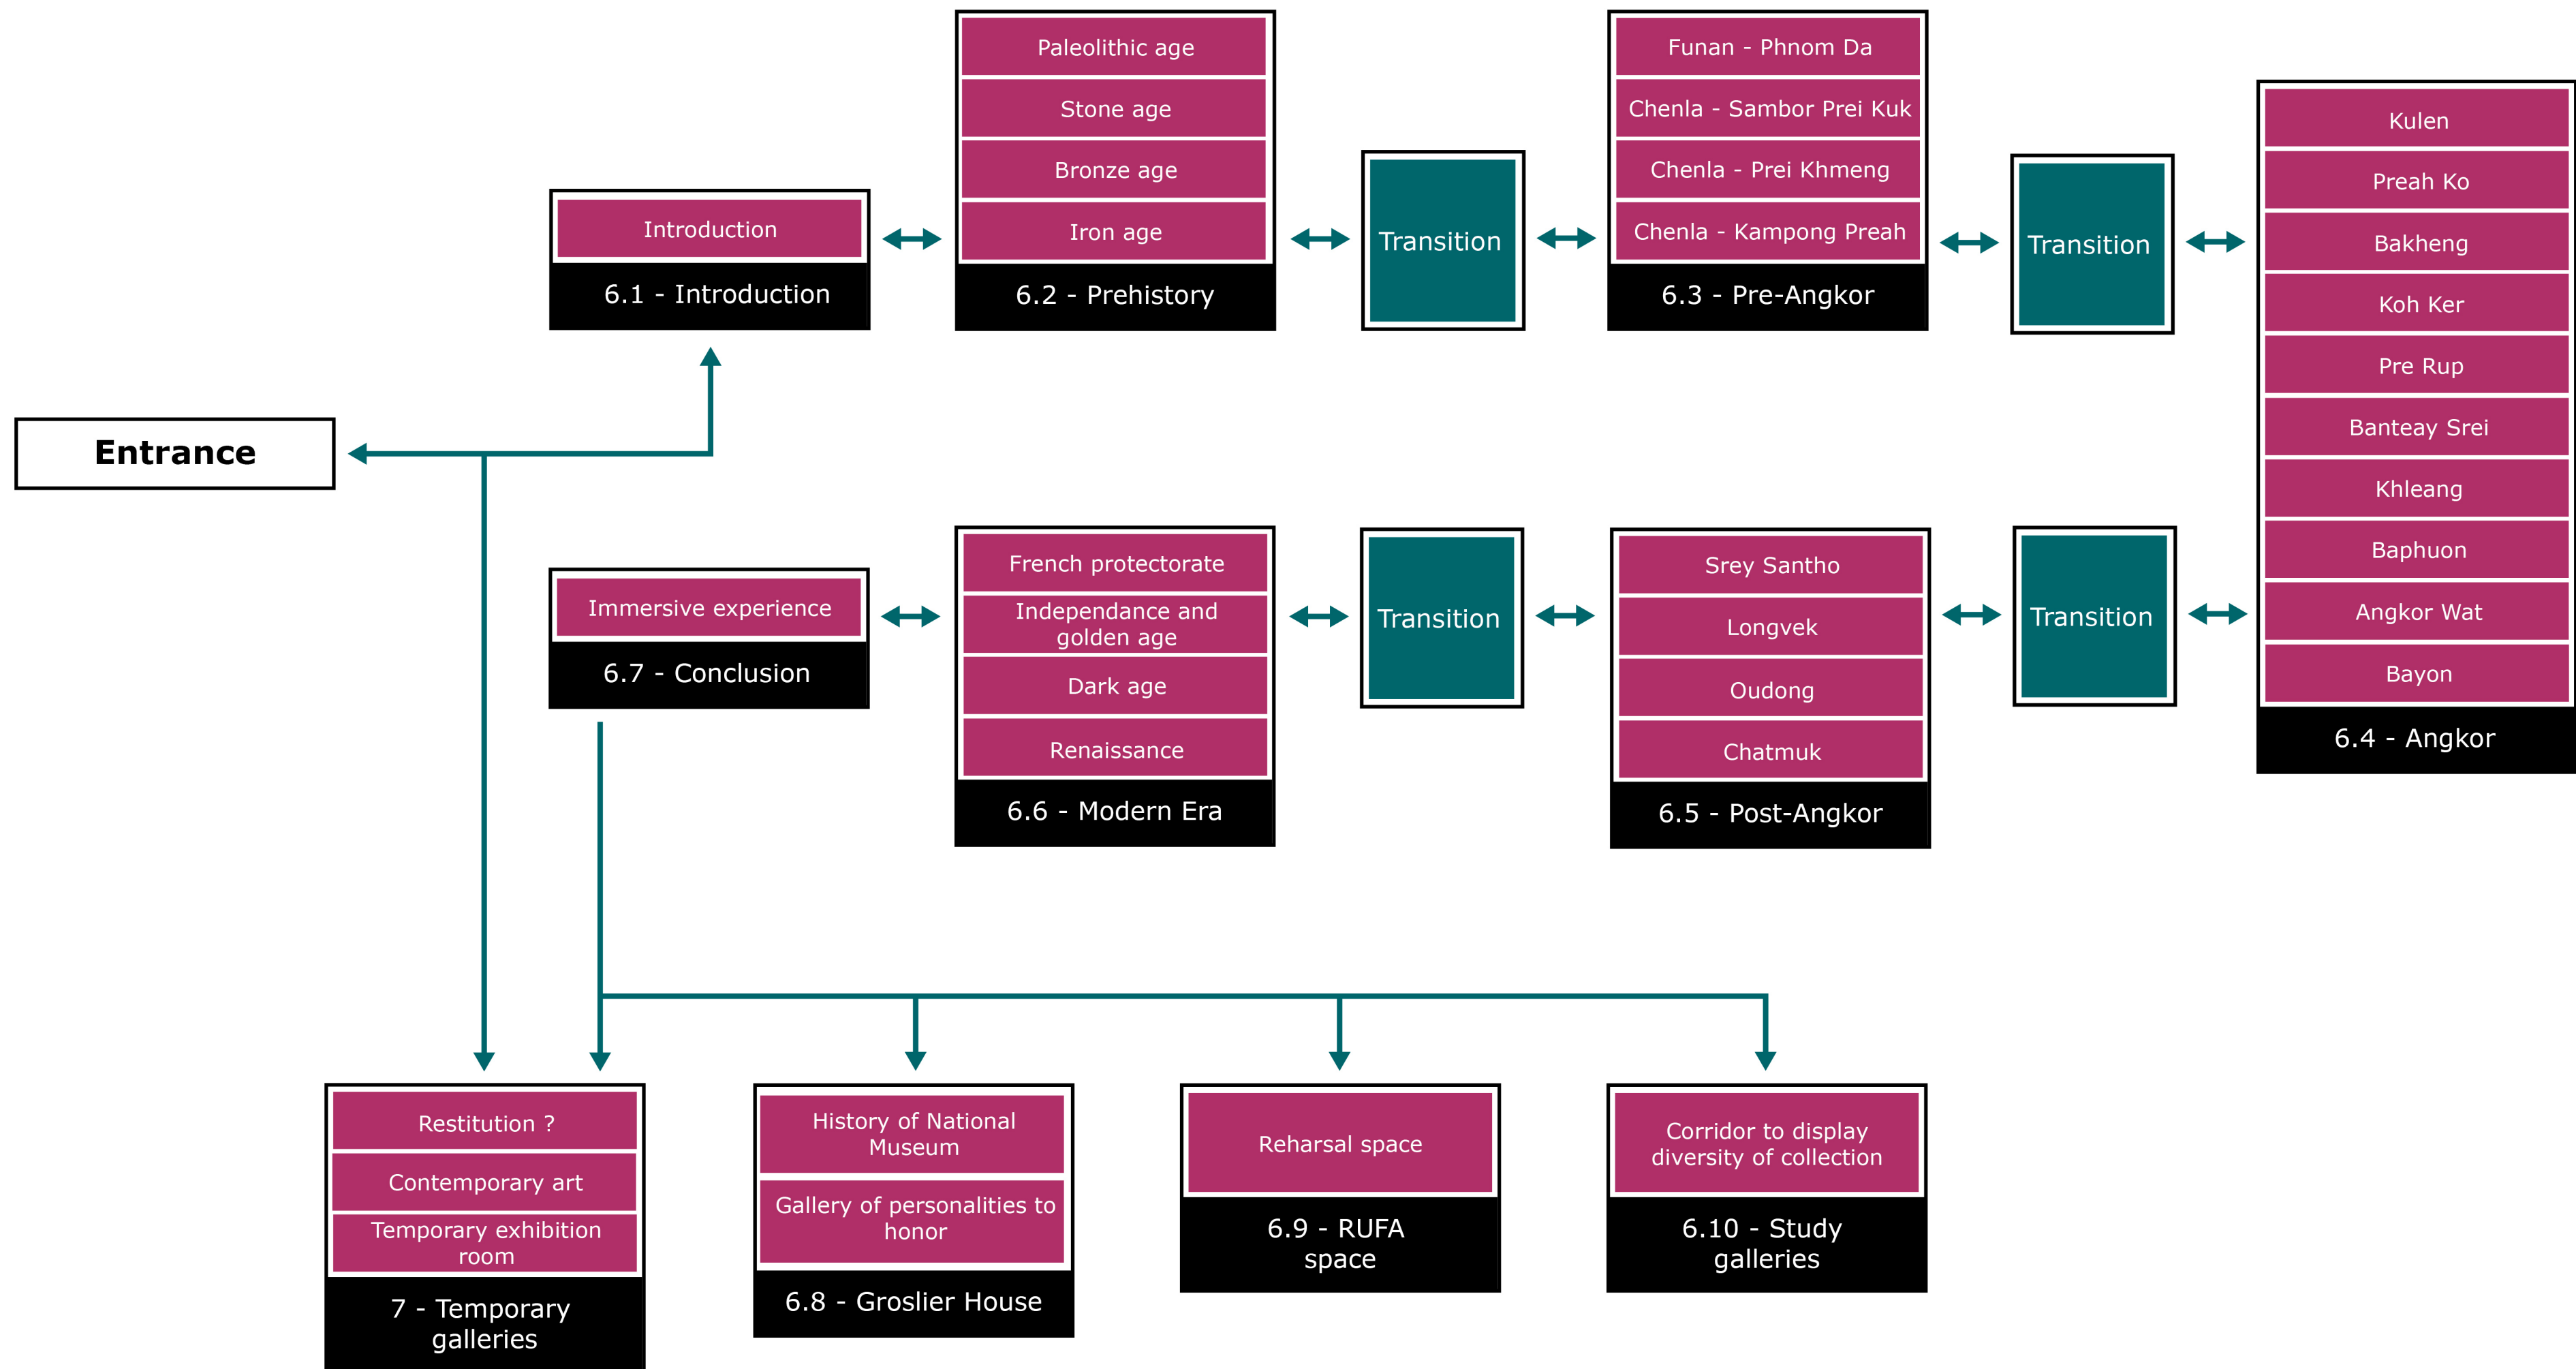 Entrance
Introduction
6.1 - Introduction
Paleolithic age
Stone age
Bronze age
Iron age
6.2 - Prehistory
Transition
Funan - Phnom Da
Chenla - Sambor Prei Kuk
Chenla - Prei Khmeng
Chenla - Kampong Preah
6.3 - Pre-Angkor
Transition
Kulen
Preah Ko
Bakheng
Koh Ker
Pre Rup
Banteay Srei
Khleang
Baphuon
Angkor Wat
Bayon
6.4 - Angkor
Transition
Srey Santho
Longvek
Oudong
Chatmuk
6.5 - Post-Angkor
Transition
French protectorate
Independance and
golden age
Dark age
Renaissance
6.6 - Modern Era
Immersive experience
6.7 - Conclusion
Restitution ?
Contemporary art
Temporary exhibition
room
7 - Temporary
galleries
History of National
Museum
Gallery of personalities to
honor
6.8 - Groslier House
Reharsal space
6.9 - RUFA
space
Corridor to display
diversity of collection
6.10 - Study
galleries